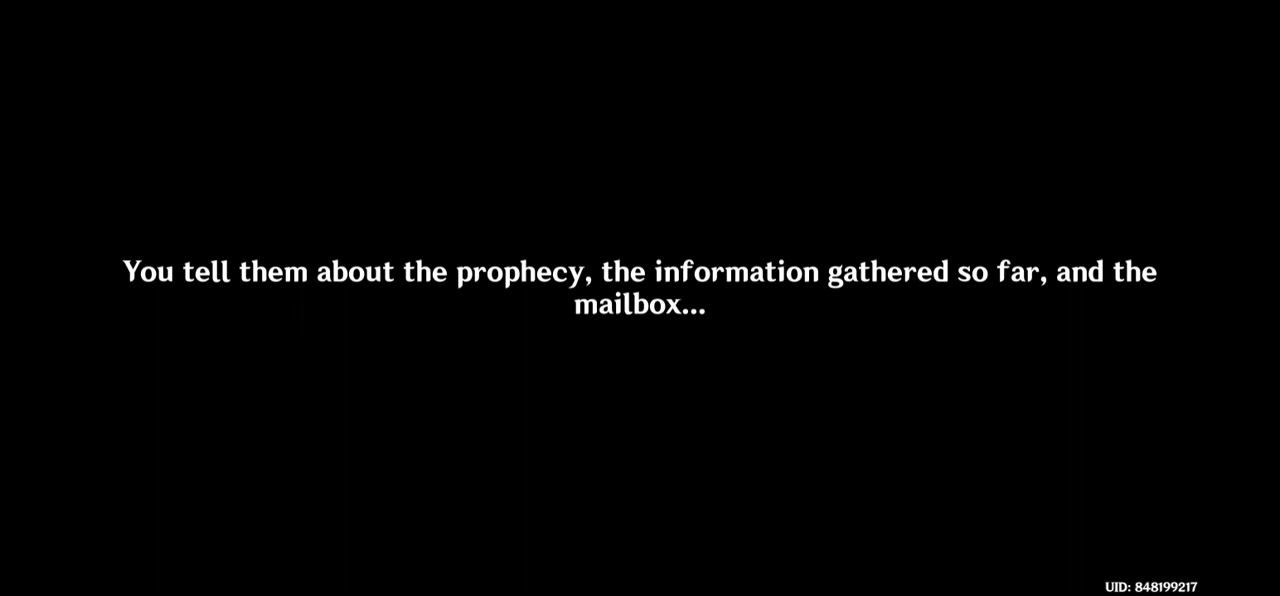 You tell them about the prophecy, the information gathered so far, and the
mailbox...
UID: 848199217